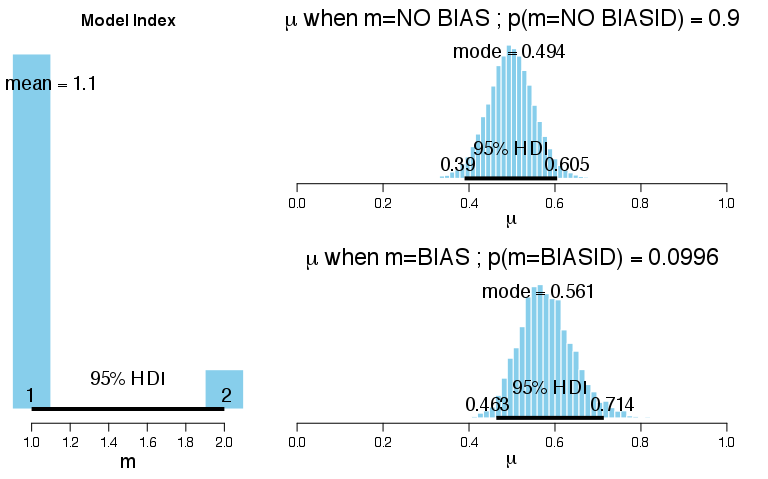 Model Index
mean = 1.1
95% HDI
1
2
1.0 1.2 1.4 1.6 1.8 2.0
m
μ when m=NO BIAS ; p(m=NO BIASID) = 0.9
mode = 0.494
95% HDI
0.39
0.605
0.0 0.2 0.4 0.6 0.8 1.0
μ
μ when m=BIAS ; p(m=BIASID) = 0.0996
mode = 0.561
95% HDI
0.463
0.714
0.0 0.2 0.4 0.6 0.8 1.0
μ